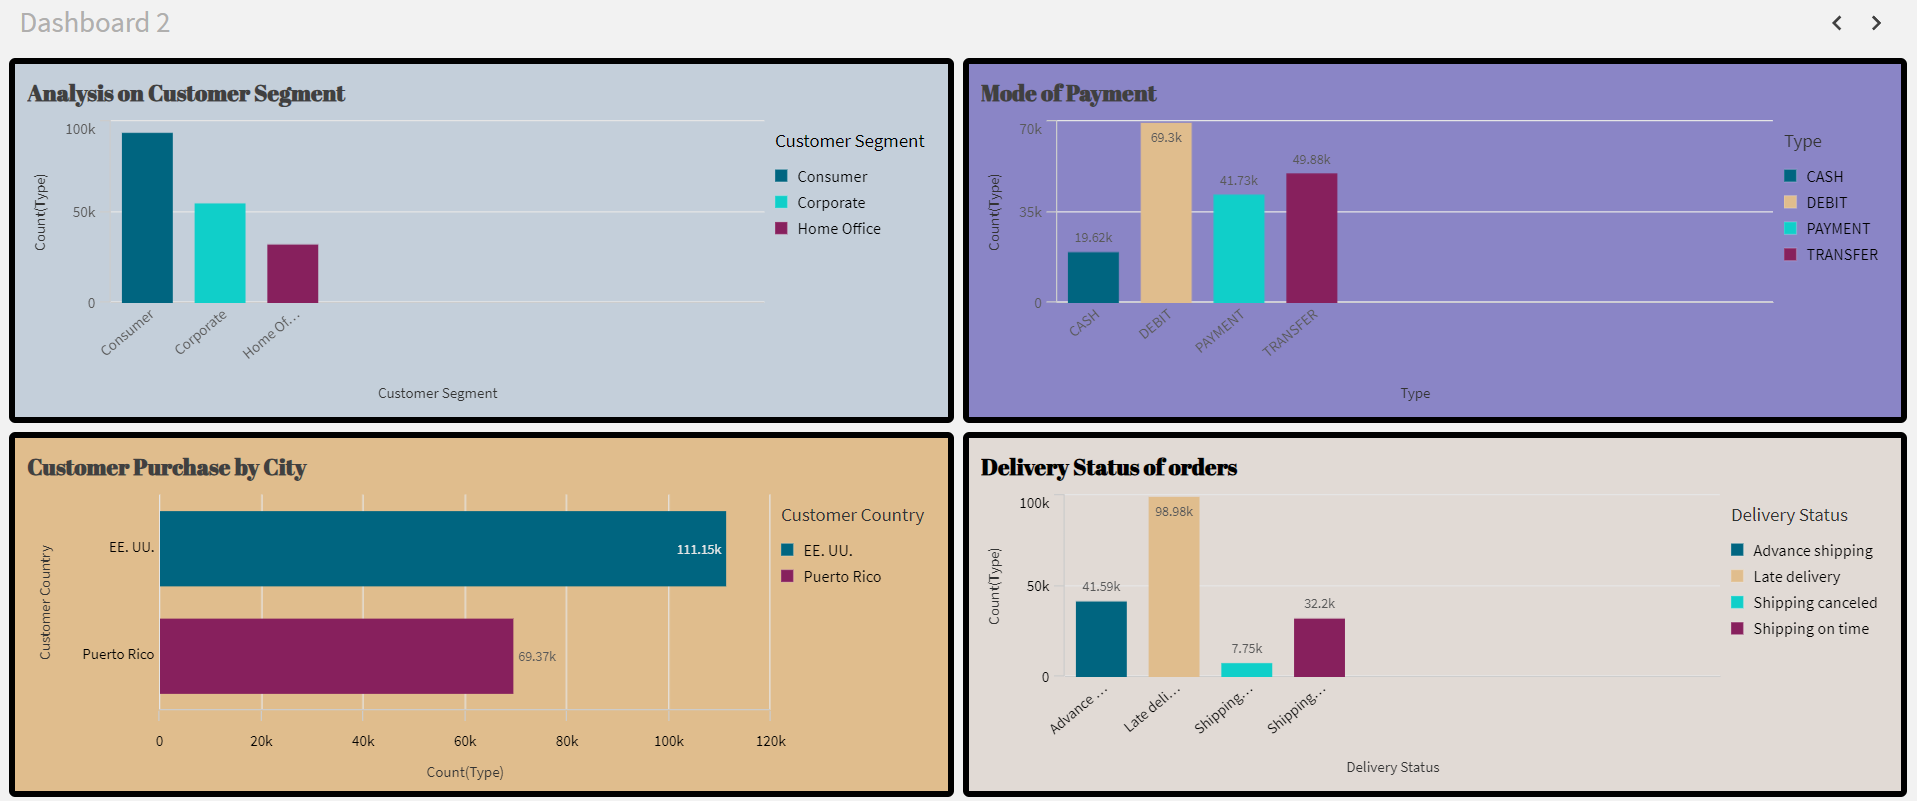 Dashboard 2
Analysis on Customer Segment
100k
50k
0
Count(Type)
Consumer
Corporate
Home Of...
Customer Segment
Customer Segment
Consumer
Corporate
Home Office
Mode of Payment
70k
35k
0
Count(Type)
19.62k
69.3k
41.73k
49.88k
CASH
DEBIT
PAYMENT
TRANSFER
Type
Type
CASH
DEBIT
PAYMENT
TRANSFER
Customer Purchase by City
Customer Country
EE. UU.
111.15k
Puerto Rico
69.37k
0 20k 40k 60k 80k 100k 120k
Count(Type)
Customer Country
EE. UU.
Puerto Rico
Delivery Status of orders
100k
50k
0
Count(Type)
41.59k
98.98k
7.75k
32.2k
Advance ...
Late deli...
Shipping...
Shipping...
Delivery Status
Delivery Status
Advance shipping
Late delivery
Shipping canceled
Shipping on time